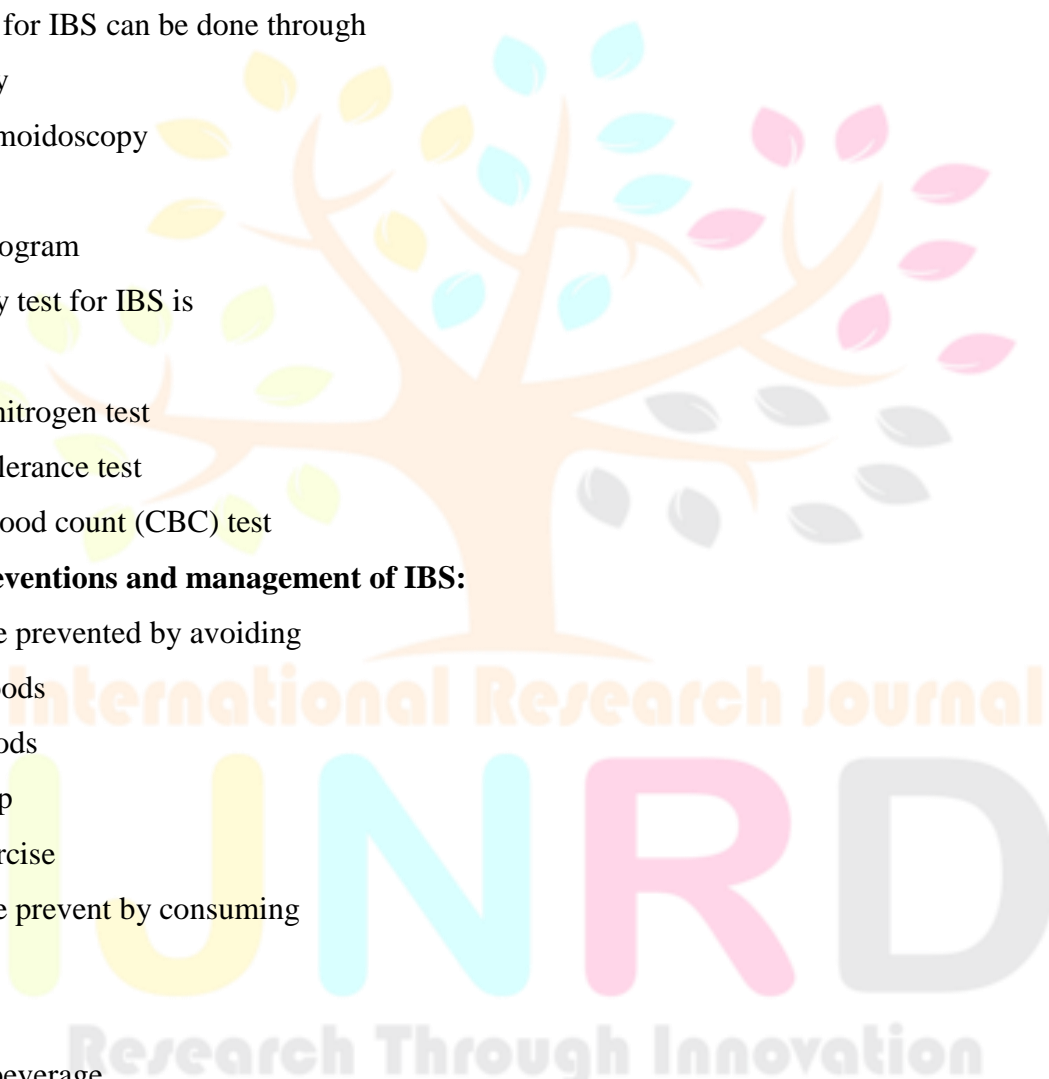 for IBS can be done through
y
moidoscopy
ogram
y test for IBS is
nitrogen test
lerance test
ood count (CBC) test
eventions and management of IBS:
e prevented by avoiding
ods
International Research Journal
ods
p
rcise
e prevent by consuming
IJNRD
Research Through Innovation
beverage